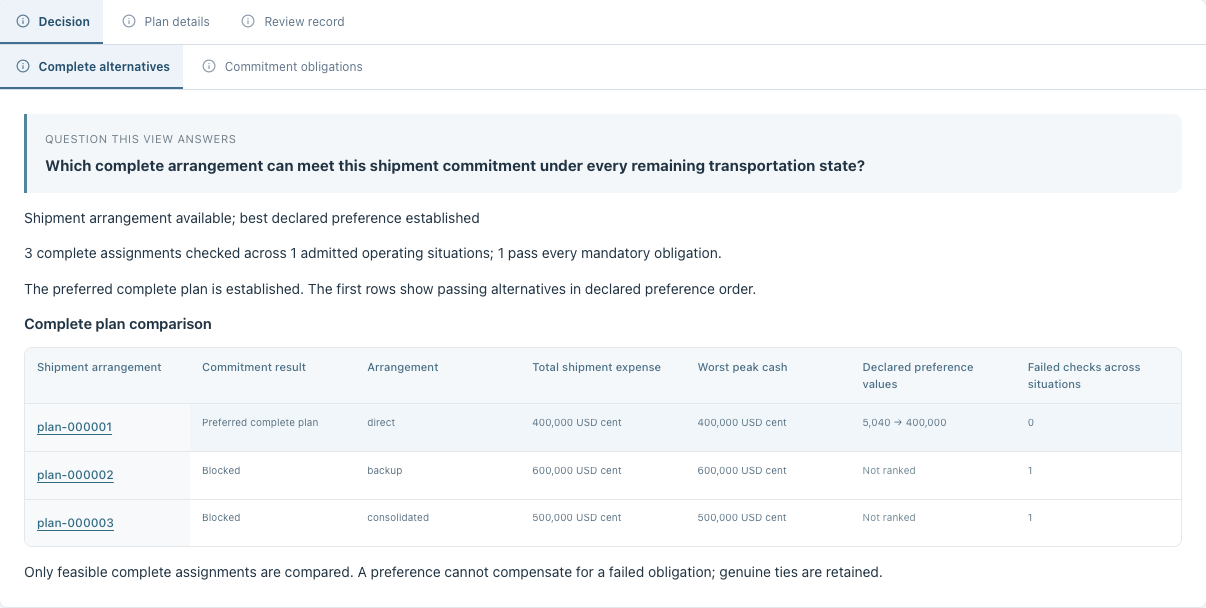 Decision Plan details Review record
Complete alternatives Commitment obligations
QUESTION THIS VIEW ANSWERS
Which complete arrangement can meet this shipment commitment under every remaining transportation state?
Shipment arrangement available; best declared preference established
3 complete assignments checked across 1 admitted operating situations; 1 pass every mandatory obligation.
The preferred complete plan is established. The first rows show passing alternatives in declared preference order.
Complete plan comparison
Shipment arrangement Commitment result Arrangement Total shipment expense Worst peak cash Declared preference values Failed checks across situations
plan-000001 Preferred complete plan direct 400,000 USD cent 400,000 USD cent 5,040 → 400,000 0
plan-000002 Blocked backup 600,000 USD cent 600,000 USD cent Not ranked 1
plan-000003 Blocked consolidated 500,000 USD cent 500,000 USD cent Not ranked 1
Only feasible complete assignments are compared. A preference cannot compensate for a failed obligation; genuine ties are retained.